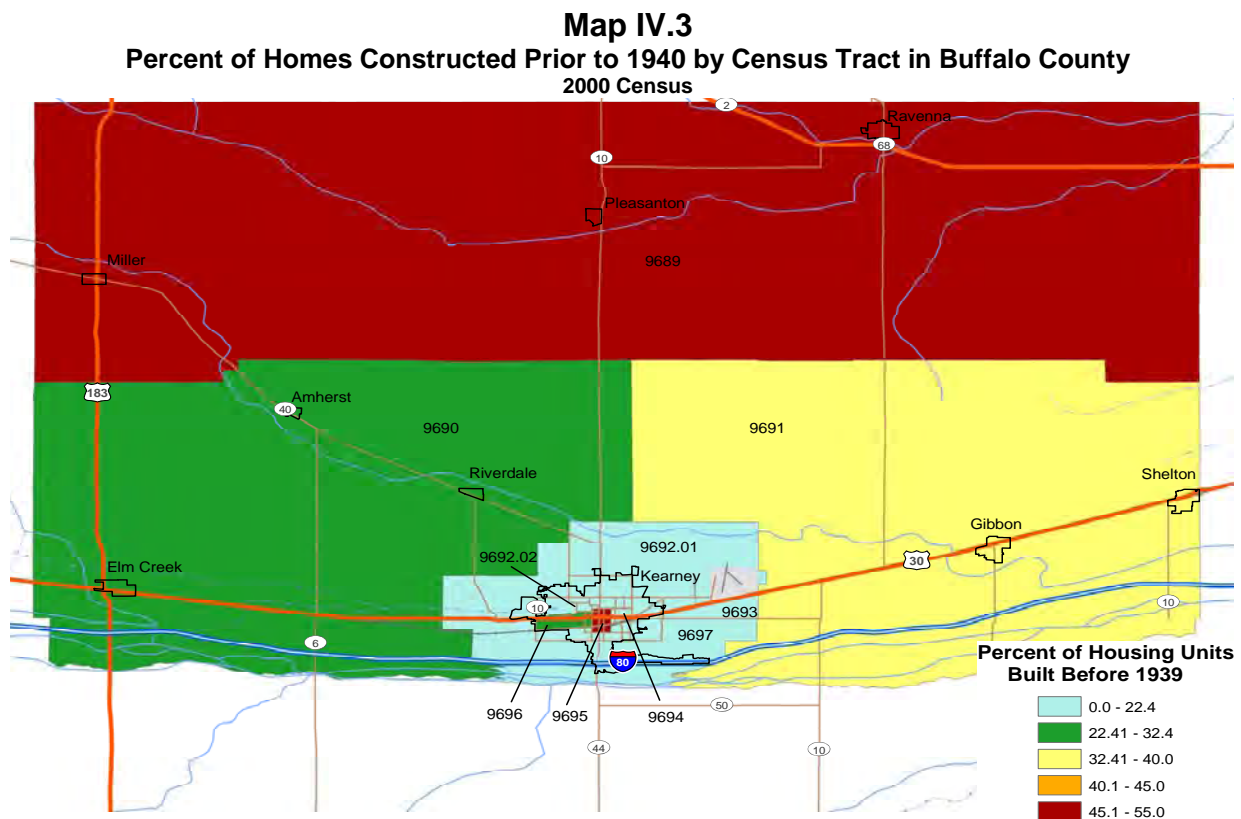 Map IV.3
Percent of Homes Constructed Prior to 1940 by Census Tract in Buffalo County
2000 Census
2
Ravenna
68
10
Pleasanton
Miller
9689
183
Amherst
40
9690
9691
Riverdale
Shelton
Gibbon
9692.02
9692.01
30
Elm Creek
Kearney
10
9693
10
6
9697
80
Percent of Housing Units
Built Before 1939
9696
9695
9694
50
44
10
0.0 - 22.4
22.41 - 32.4
32.41 - 40.0
40.1 - 45.0
45.1 - 55.0